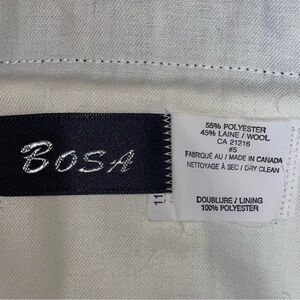 BOSA
55% POLYESTER
45% LAINE / WOOL
CA 21216
#5
FABRIQUÉ AU / MADE IN CANADA
NETTOYAGE À SEC / DRY CLEAN
DOUBLURE / LINING
100% POLYESTER
11